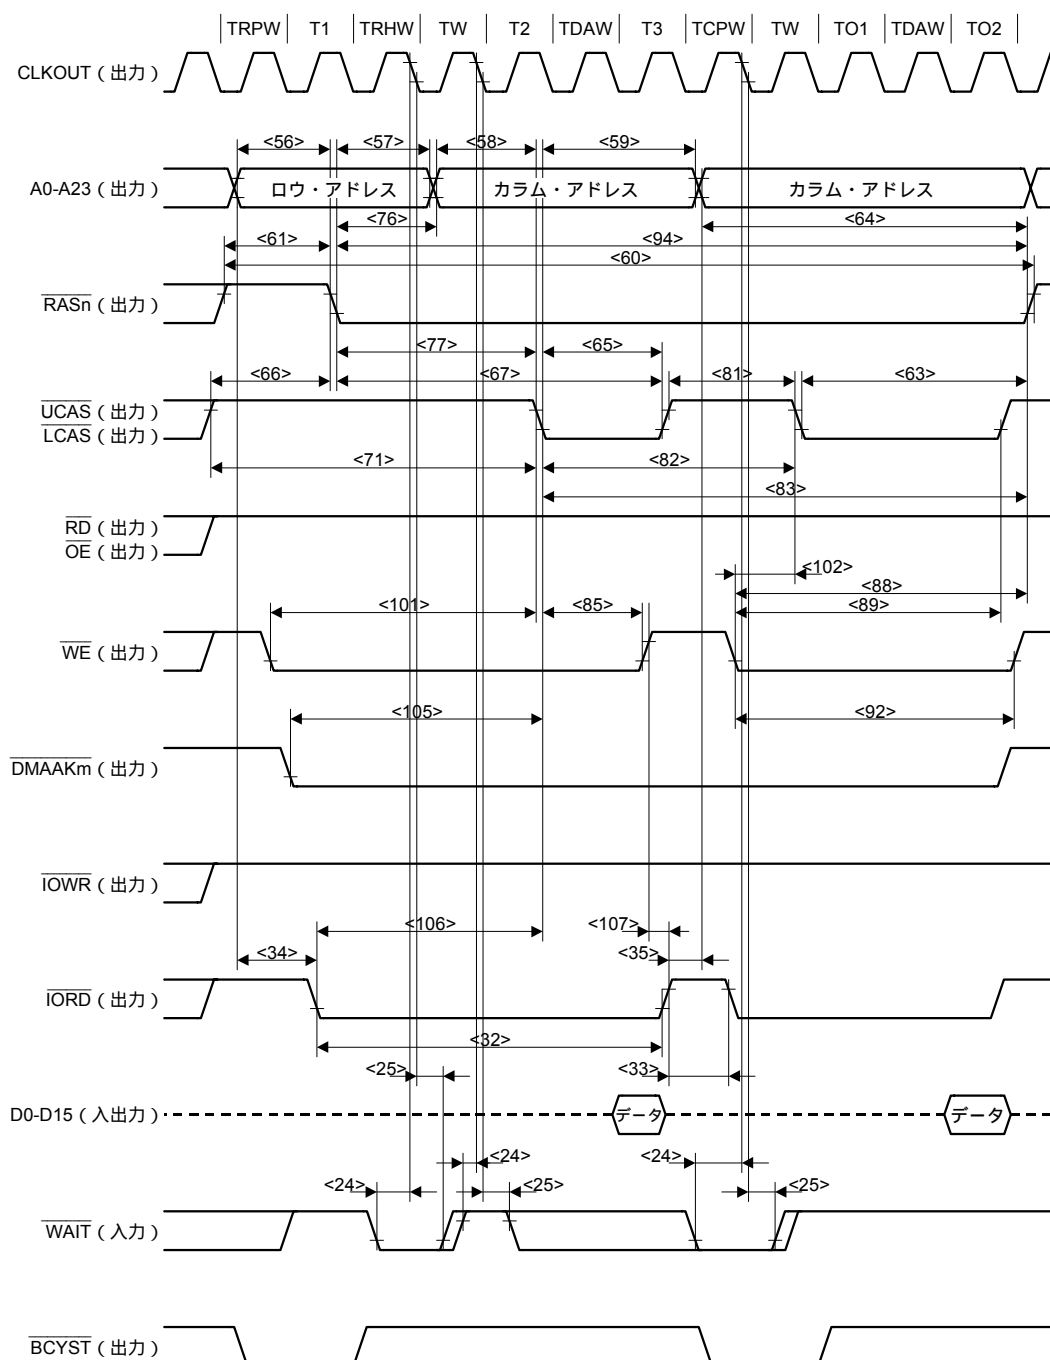 TRPW T1 TRHW TW T2 TDAW T3 TCPW TW TO1 TDAW TO2
CLKOUT（出力）
<56> <57> <58> <59>
A0-A23（出力） ロウ・アドレス カラム・アドレス カラム・アドレス
<76> <64>
<61> <94>
<60>
RASn（出力）
<77> <65>
<66> <67> <81> <63>
UCAS（出力）
LCAS（出力）
<71> <82>
<83>
RD（出力）
OE（出力）
<102>
<88>
<101> <85> <89>
WE（出力）
<105> <92>
DMAAKm（出力）
IOWR（出力）
<106> <107>
<34> <35>
IORD（出力）
<32>
<25> <33>
D0-D15（入出力） データ データ
<24> <24>
<24> <25> <25>
WAIT（入力）
BCYST（出力）